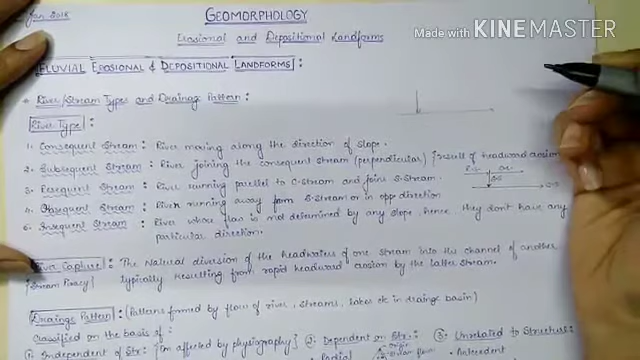 Jan 2018
GEOMORPHOLOGY
Made with KINEMASTER
Erosional and Depositional Landforms
FLUVIAL EROSIONAL & DEPOSITIONAL LANDFORMS :
* River/Stream Types and Drainage Pattern :
River Type :
1. Consequent Stream : River moving along the direction of slope.
2. Subsequent Stream : River joining the consequent stream (perpendicular) result of headward erosion
3. Resequent Stream : River running parallel to C-stream and joins S-stream.
4. Obsequent Stream : River running away from S-stream or in opp direction
5. Insequent Stream : River whose flow is not determined by any slope, hence, they don't have any
particular direction.
River Capture : The Natural diversion of the headwaters of one stream into the channel of another
[Stream Piracy] typically resulting from rapid headward erosion by the latter stream.
Drainage Pattern : (Patterns formed by flow of river, streams, lakes etc in drainage basin)
Classified on the basis of :
① Independent of Str : affected by physiography] ② Dependent on Str : ③ Unrelated to Structure :
Radial
Antecedent